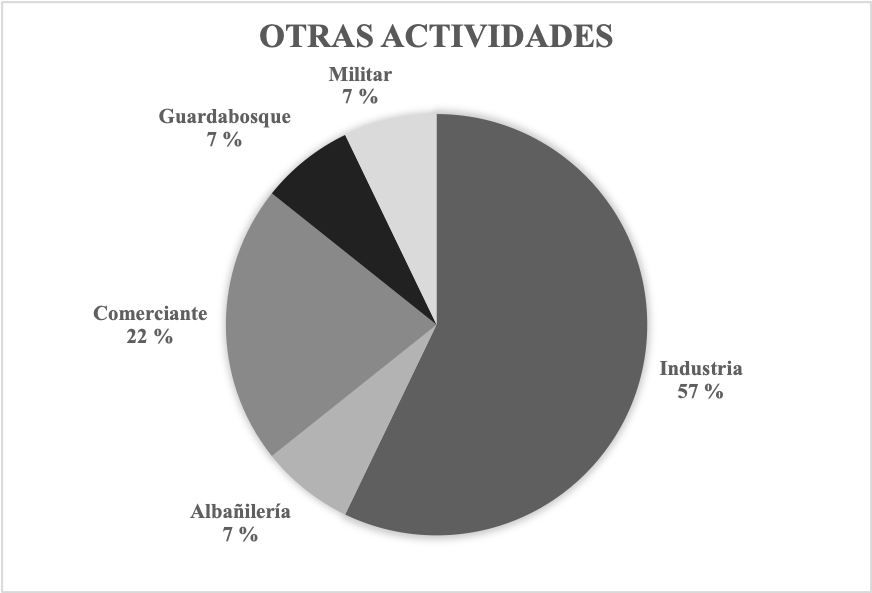 OTRAS ACTIVIDADES
Militar
7 %
Guardabosque
7 %
Comerciante
22 %
Industria
57 %
Albañilería
7 %